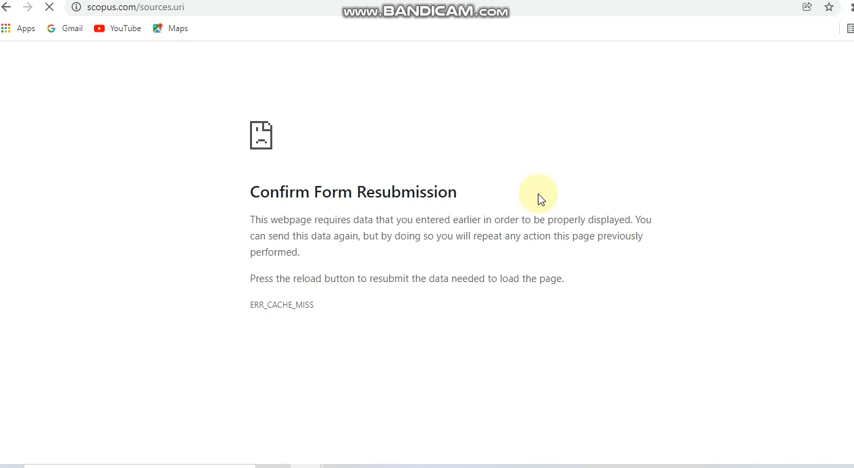 scopus.com/sources.uri
www.BANDICAM.com
Apps Gmail YouTube Maps
Confirm Form Resubmission
This webpage requires data that you entered earlier in order to be properly displayed. You
can send this data again, but by doing so you will repeat any action this page previously
performed.
Press the reload button to resubmit the data needed to load the page.
ERR_CACHE_MISS